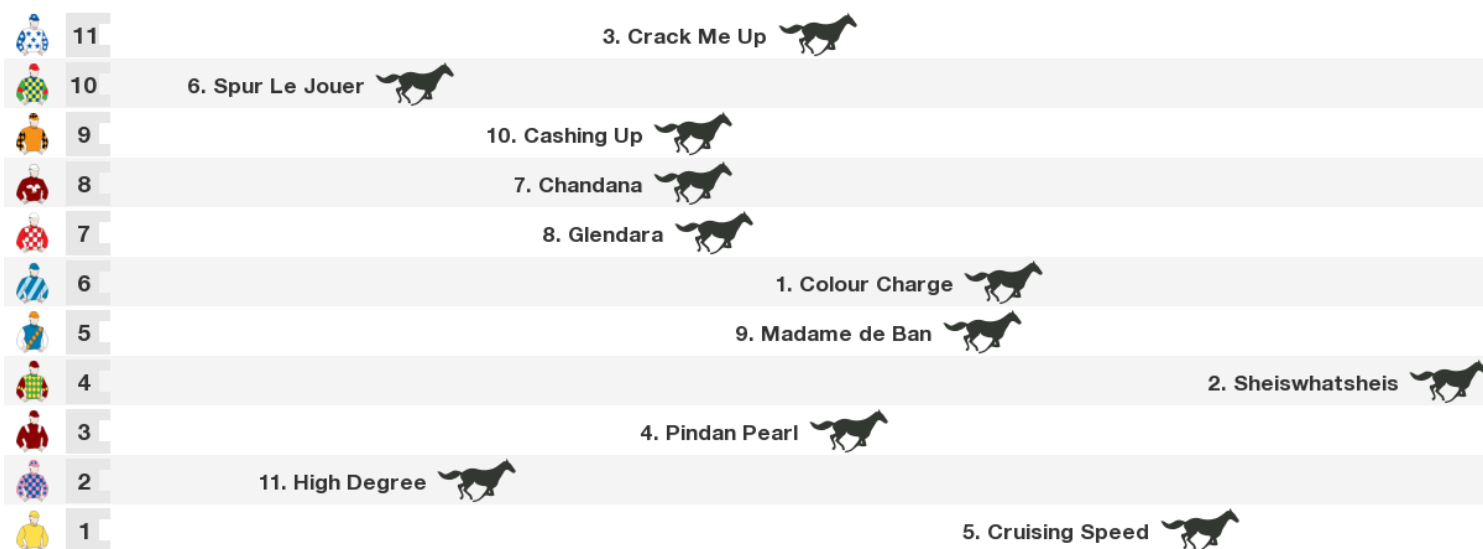 11 3. Crack Me Up
10 6. Spur Le Jouer
9 10. Cashing Up
8 7. Chandana
7 8. Glendara
6 1. Colour Charge
5 9. Madame de Ban
4 2. Sheiswhatsheis
3 4. Pindan Pearl
2 11. High Degree
1 5. Cruising Speed